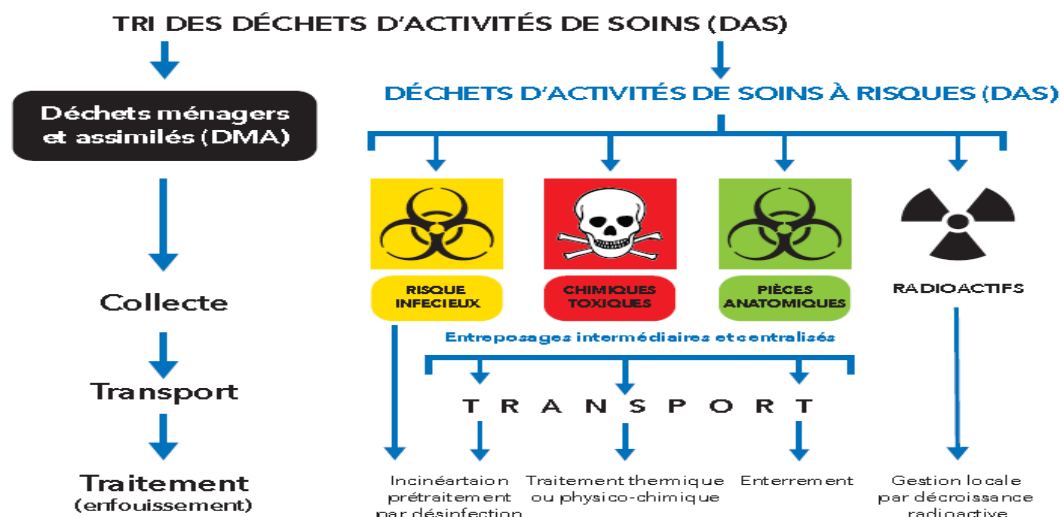 TRI DES DÉCHETS D'ACTIVITÉS DE SOINS (DAS)
DÉCHETS D'ACTIVITÉS DE SOINS À RISQUES (DAS)
Déchets ménagers
et assimilés (DMA)
RISQUE
INFECIEUX
CHIMIQUES
TOXIQUES
PIÈCES
ANATOMIQUES
RADIOACTIFS
Collecte
Entreposages intermédiaires et centralisés
Transport
TRANSPORT
Traitement
(enfouissement)
Incinéartaion
prétraitement
par désinfection
Traitement thermique
ou physico-chimique
Enterrement
Gestion locale
par décroissance
radioactive